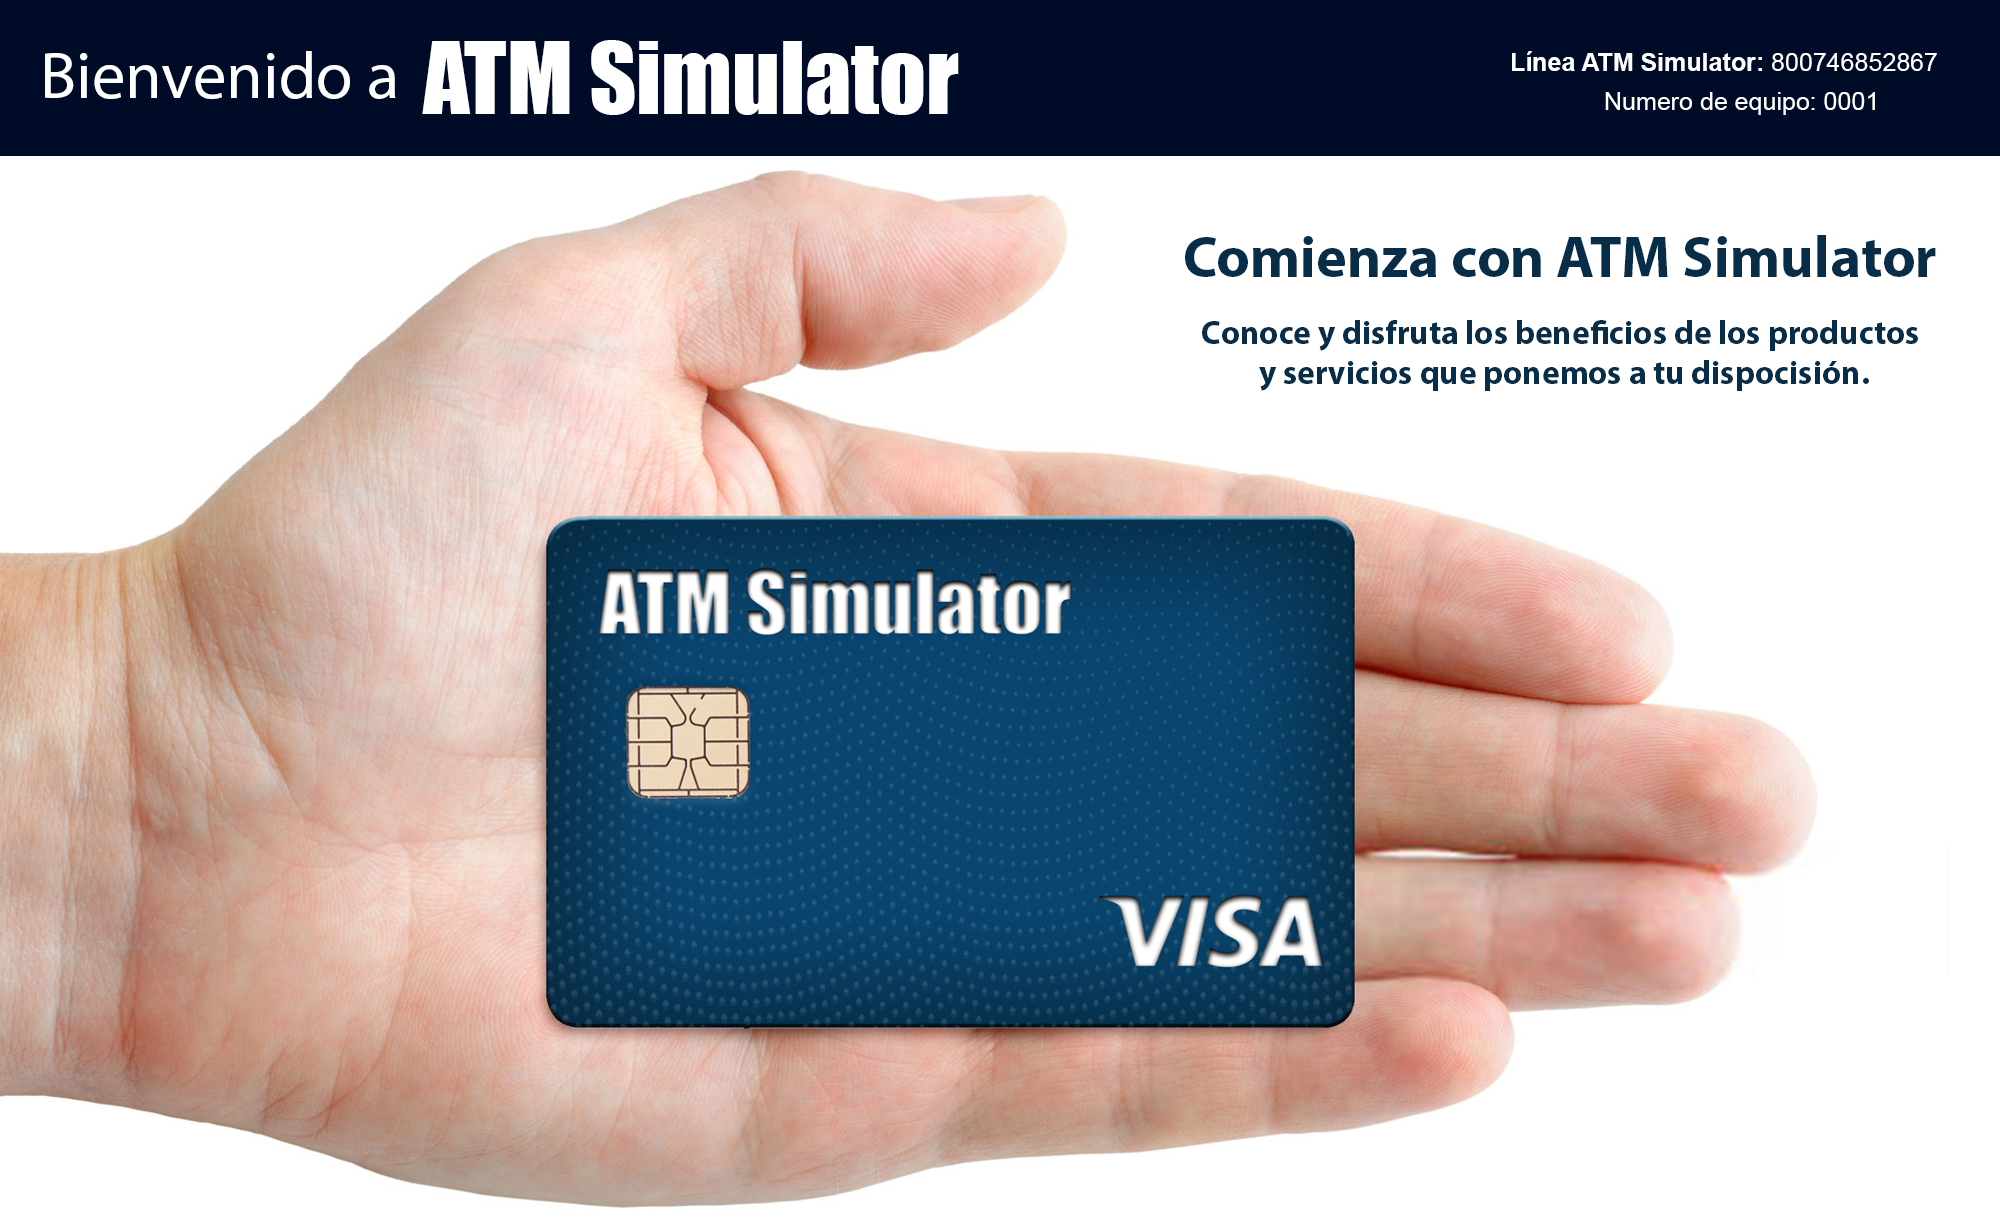 Bienvenido a ATM Simulator
Línea ATM Simulator: 800746852867
Numero de equipo: 0001
Comienza con ATM Simulator
Conoce y disfruta los beneficios de los productos
y servicios que ponemos a tu dispocisión.
ATM Simulator
VISA